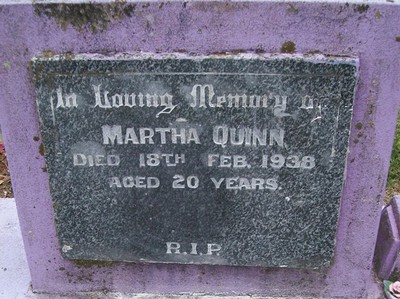 In Loving Memory of
MARTHA QUINN
DIED 18TH FEB. 1938
AGED 20 YEARS.
R.I.P.